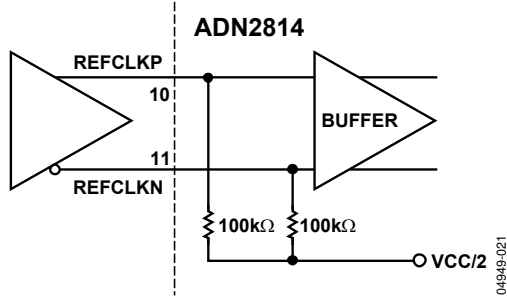 ADN2814
REFCLKP
10
BUFFER
11
REFCLKN
100kΩ
100kΩ
VCC/2
04949-021